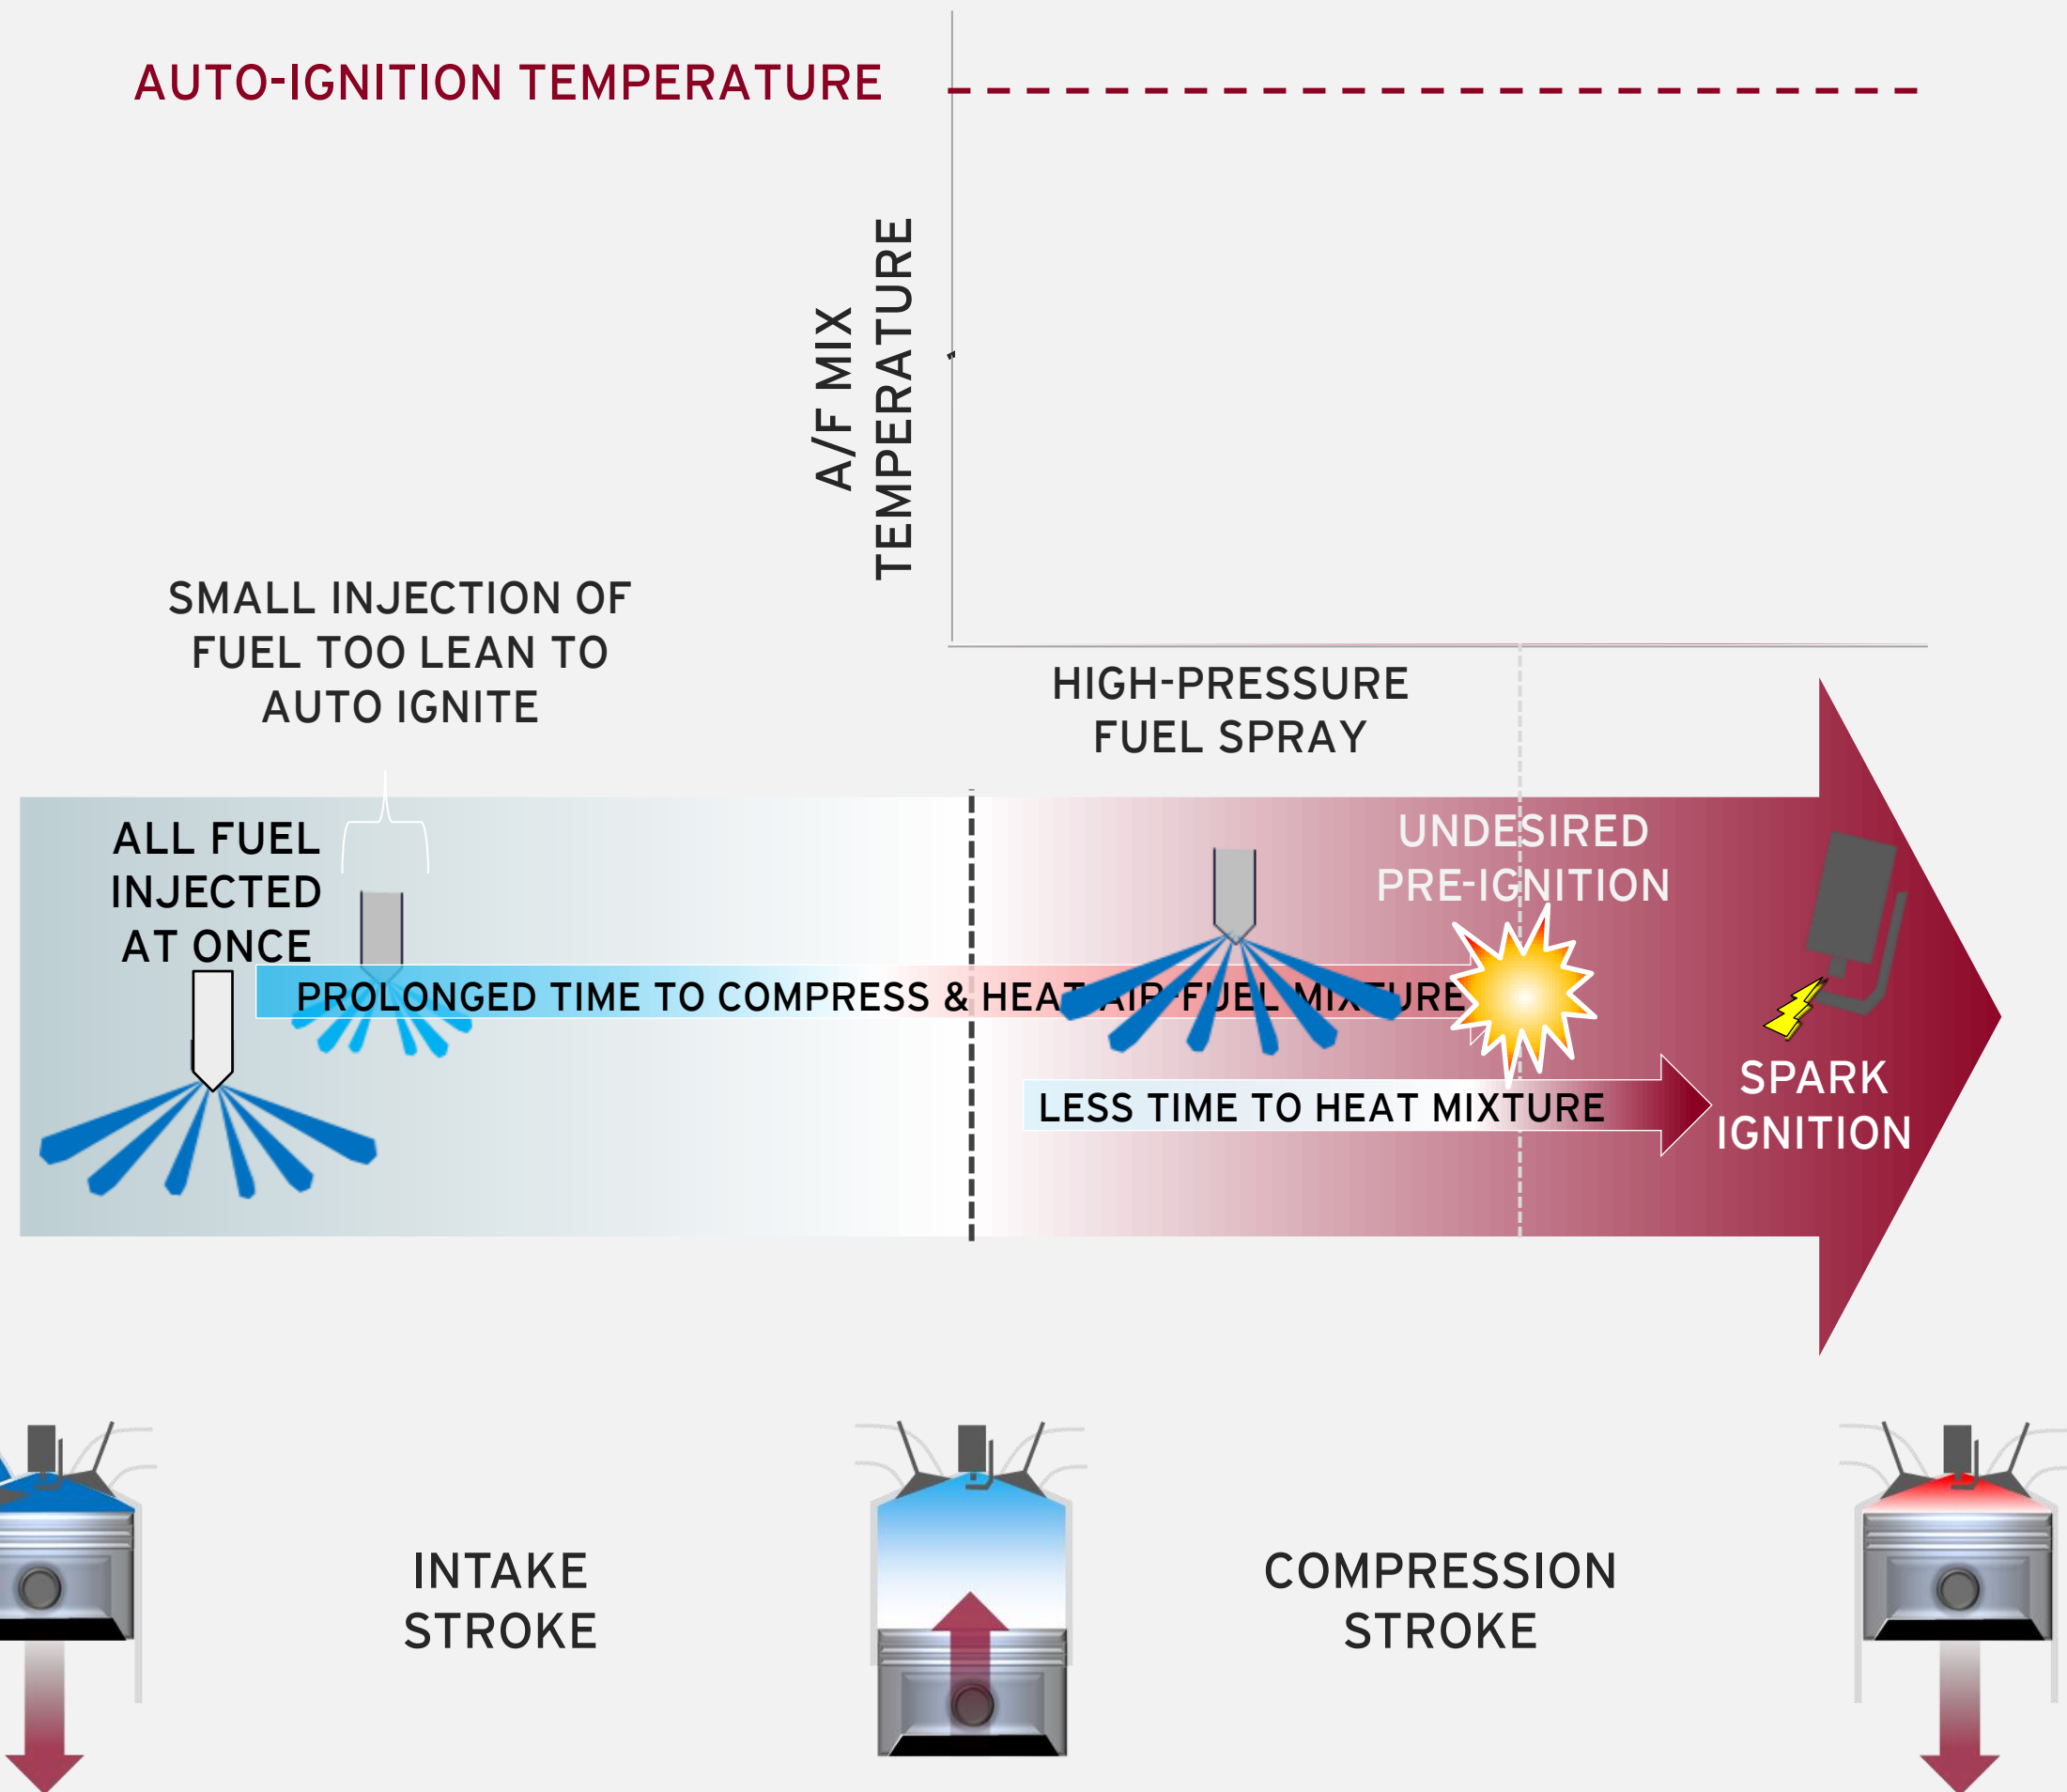 AUTO-IGNITION TEMPERATURE
A/F MIX
TEMPERATURE
SMALL INJECTION OF
FUEL TOO LEAN TO
AUTO IGNITE
HIGH-PRESSURE
FUEL SPRAY
ALL FUEL
INJECTED
AT ONCE
UNDESIRED
PRE-IGNITION
PROLONGED TIME TO COMPRESS & HEAT AIR-FUEL MIXTURE
LESS TIME TO HEAT MIXTURE
SPARK
IGNITION
INTAKE
STROKE
COMPRESSION
STROKE